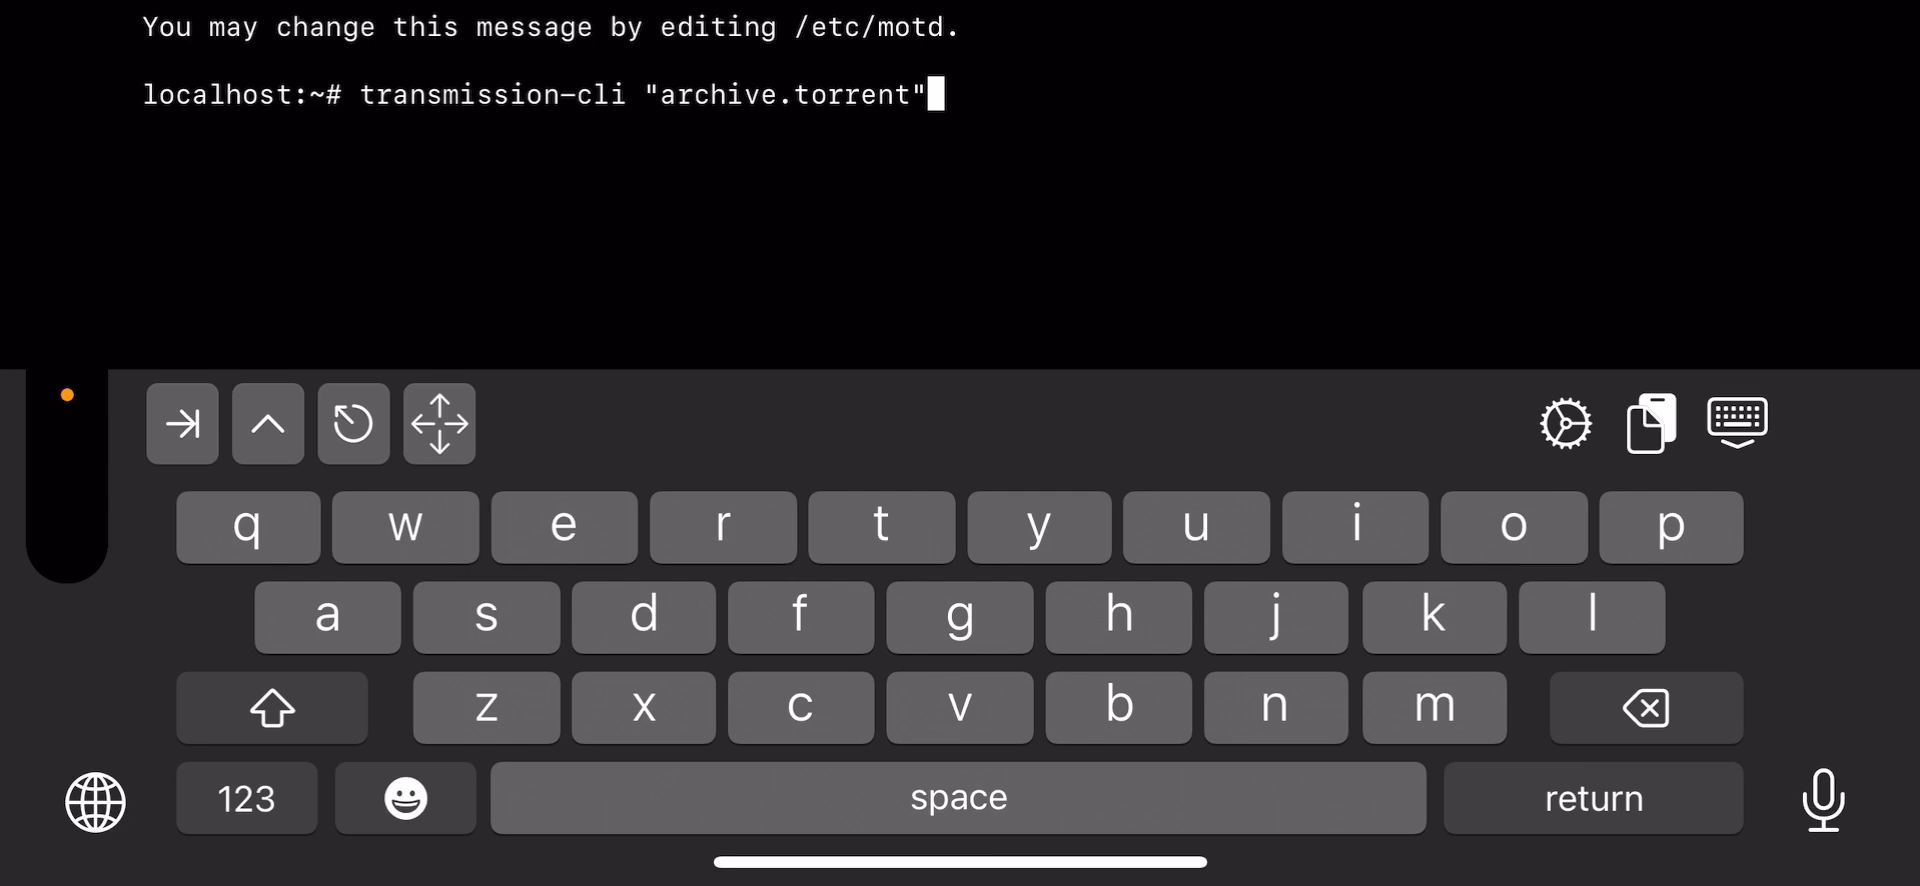 You may change this message by editing /etc/motd.
localhost:~# transmission-cli "archive.torrent"
q w e r t y u i o p
a s d f g h j k l
z x c v b n m
123 space return